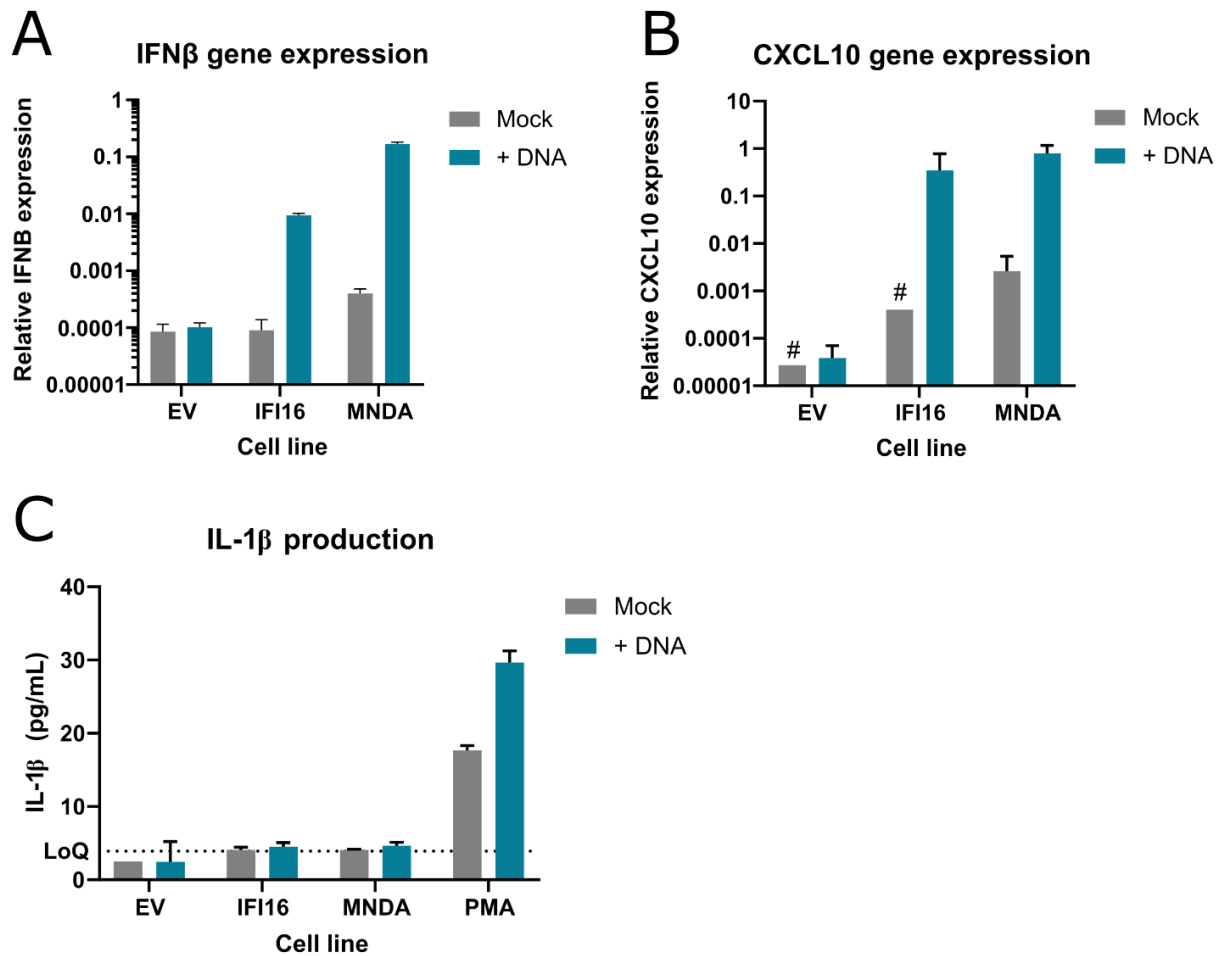 A
IFNβ gene expression
Relative IFNB expression
1
0.1
0.01
0.001
0.0001
0.00001
EV IFI16 MNDA
Cell line
Mock
+ DNA
B
CXCL10 gene expression
Relative CXCL10 expression
10
1
0.1
0.01
0.001
0.0001
0.00001
# #
EV IFI16 MNDA
Cell line
Mock
+ DNA
C
IL-1β production
IL-1β (pg/mL)
40
30
20
10
LoQ
0
EV IFI16 MNDA PMA
Cell line
Mock
+ DNA